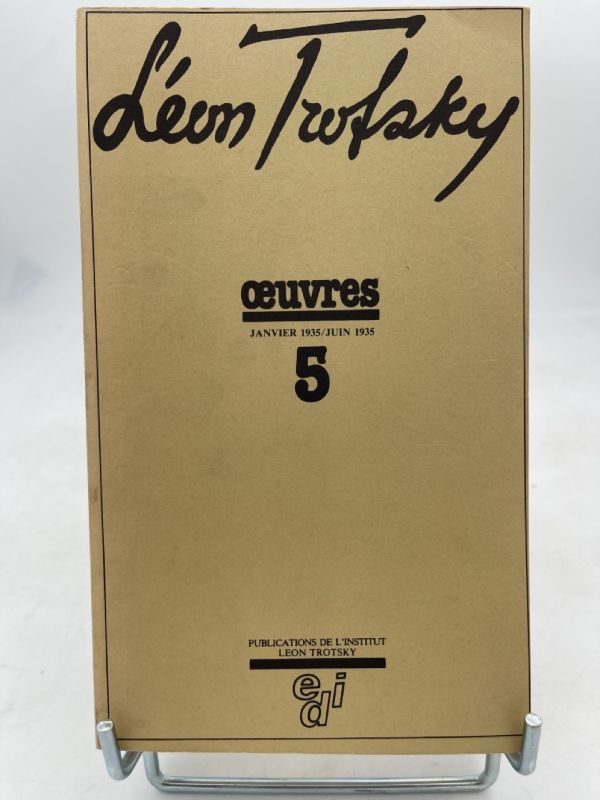 Léon Trotsky
œuvres
JANVIER 1935/JUIN 1935
5
PUBLICATIONS DE L'INSTITUT
LEON TROTSKY
edi